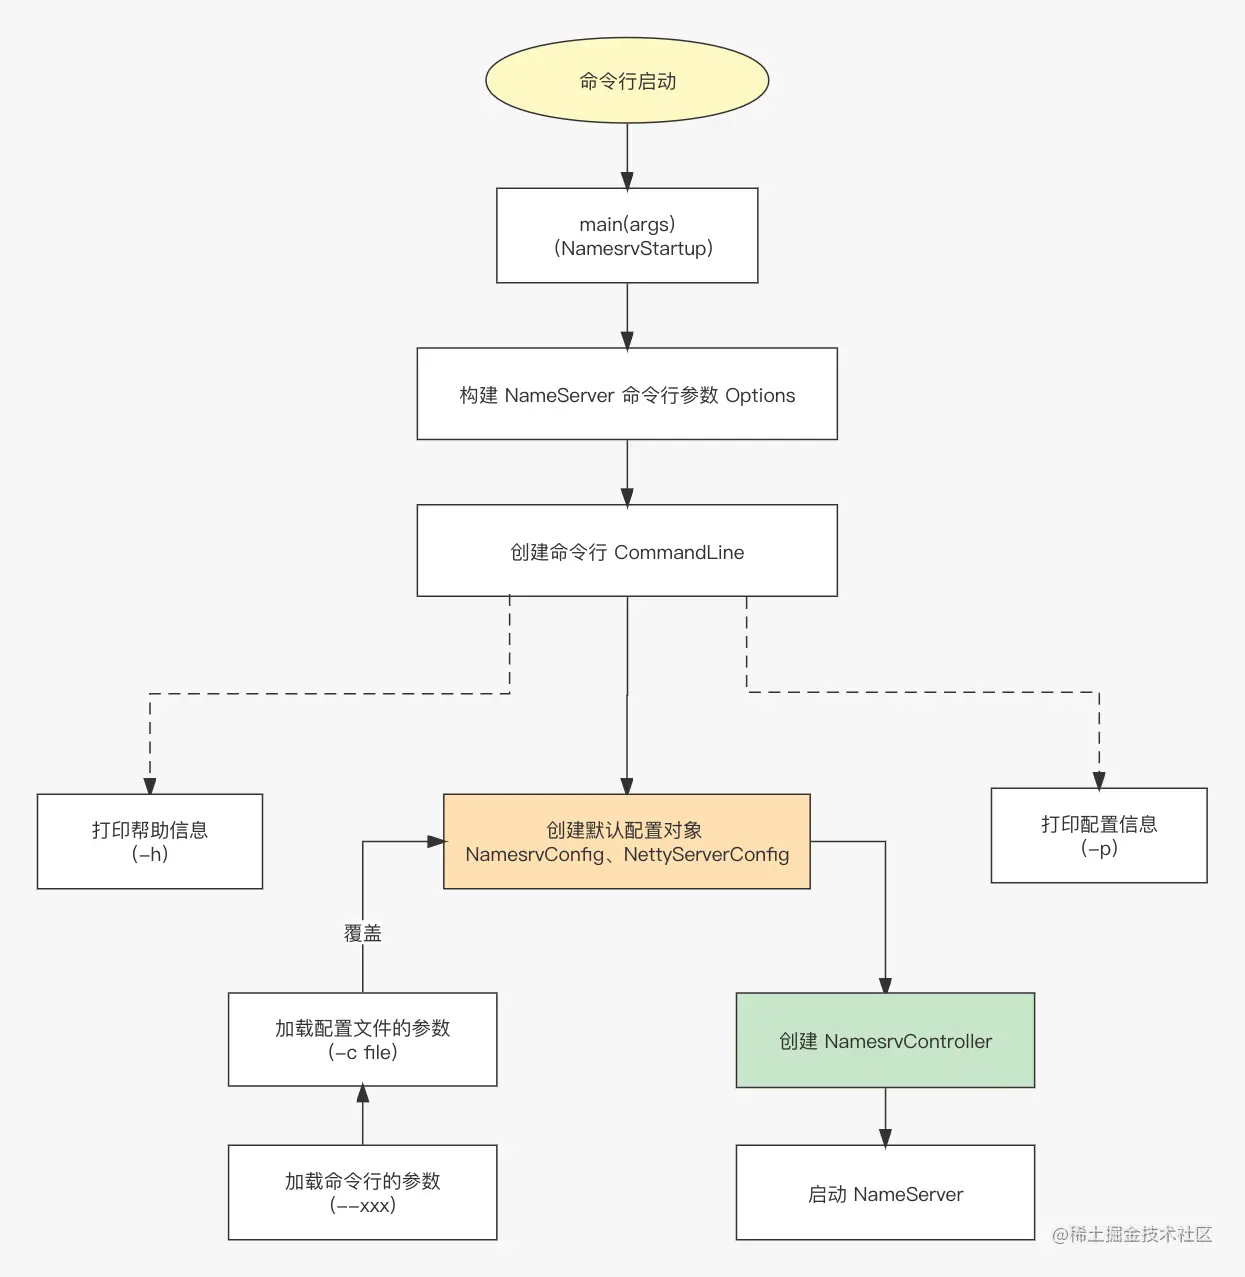 命令行启动
main(args)
(NamesrvStartup)
构建 NameServer 命令行参数 Options
创建命令行 CommandLine
打印帮助信息
(-h)
创建默认配置对象
NamesrvConfig、NettyServerConfig
打印配置信息
(-p)
覆盖
加载配置文件的参数
(-c file)
创建 NamesrvController
加载命令行的参数
(--xxx)
启动 NameServer
@稀土掘金技术社区